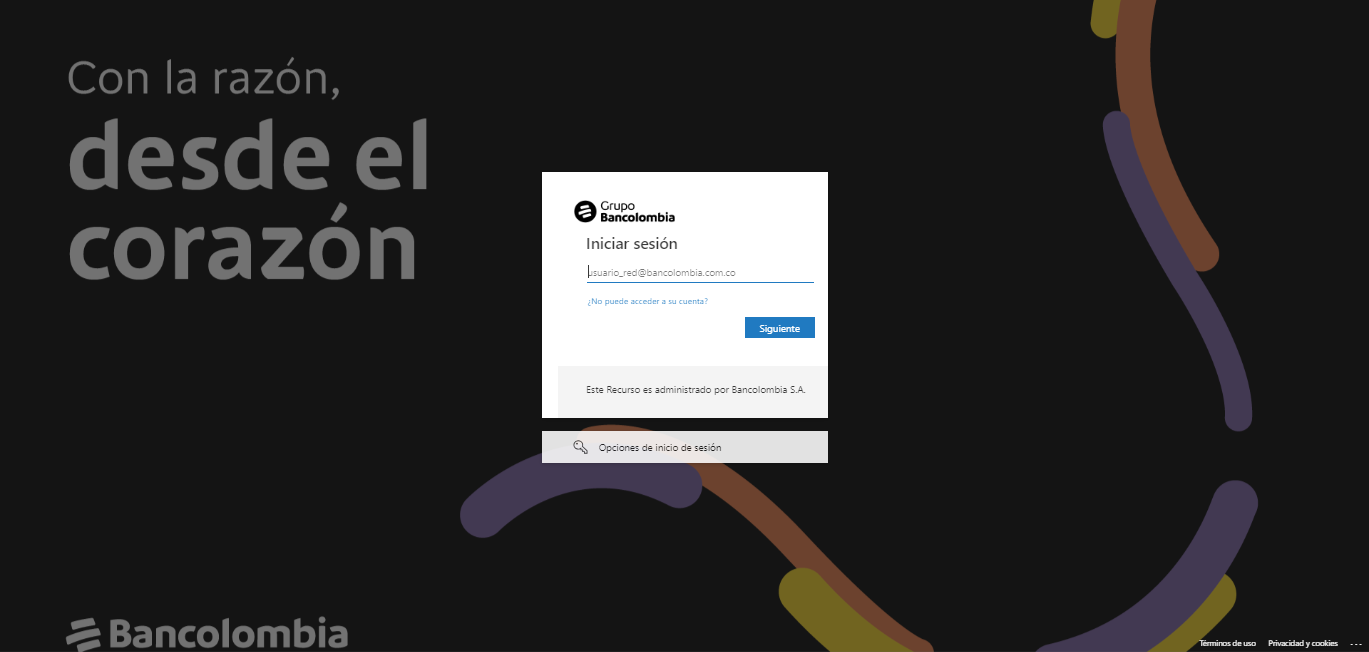 Con la razón,
desde el
corazón
Grupo
Bancolombia
Iniciar sesión
usuario_red@bancolombia.com.co
¿No puede acceder a su cuenta?
Siguiente
Este Recurso es administrado por Bancolombia S.A.
Opciones de inicio de sesión
Bancolombia
Términos de uso Privacidad y cookies ...